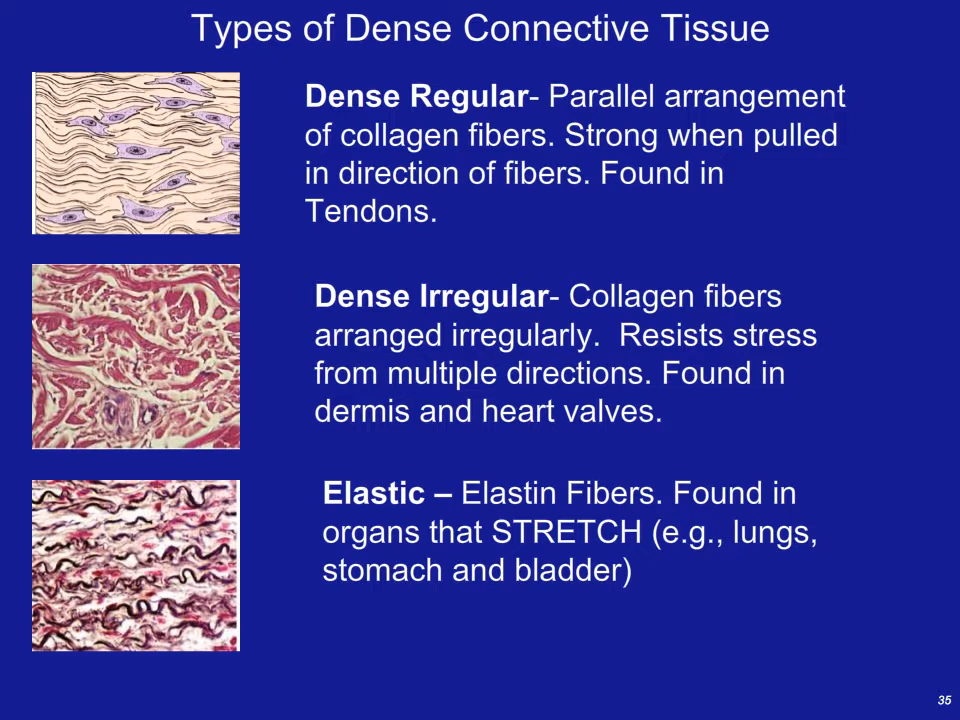 Types of Dense Connective Tissue
Dense Regular- Parallel arrangement
of collagen fibers. Strong when pulled
in direction of fibers. Found in
Tendons.
Dense Irregular- Collagen fibers
arranged irregularly.  Resists stress
from multiple directions. Found in
dermis and heart valves.
Elastic – Elastin Fibers. Found in
organs that STRETCH (e.g., lungs,
stomach and bladder)
35